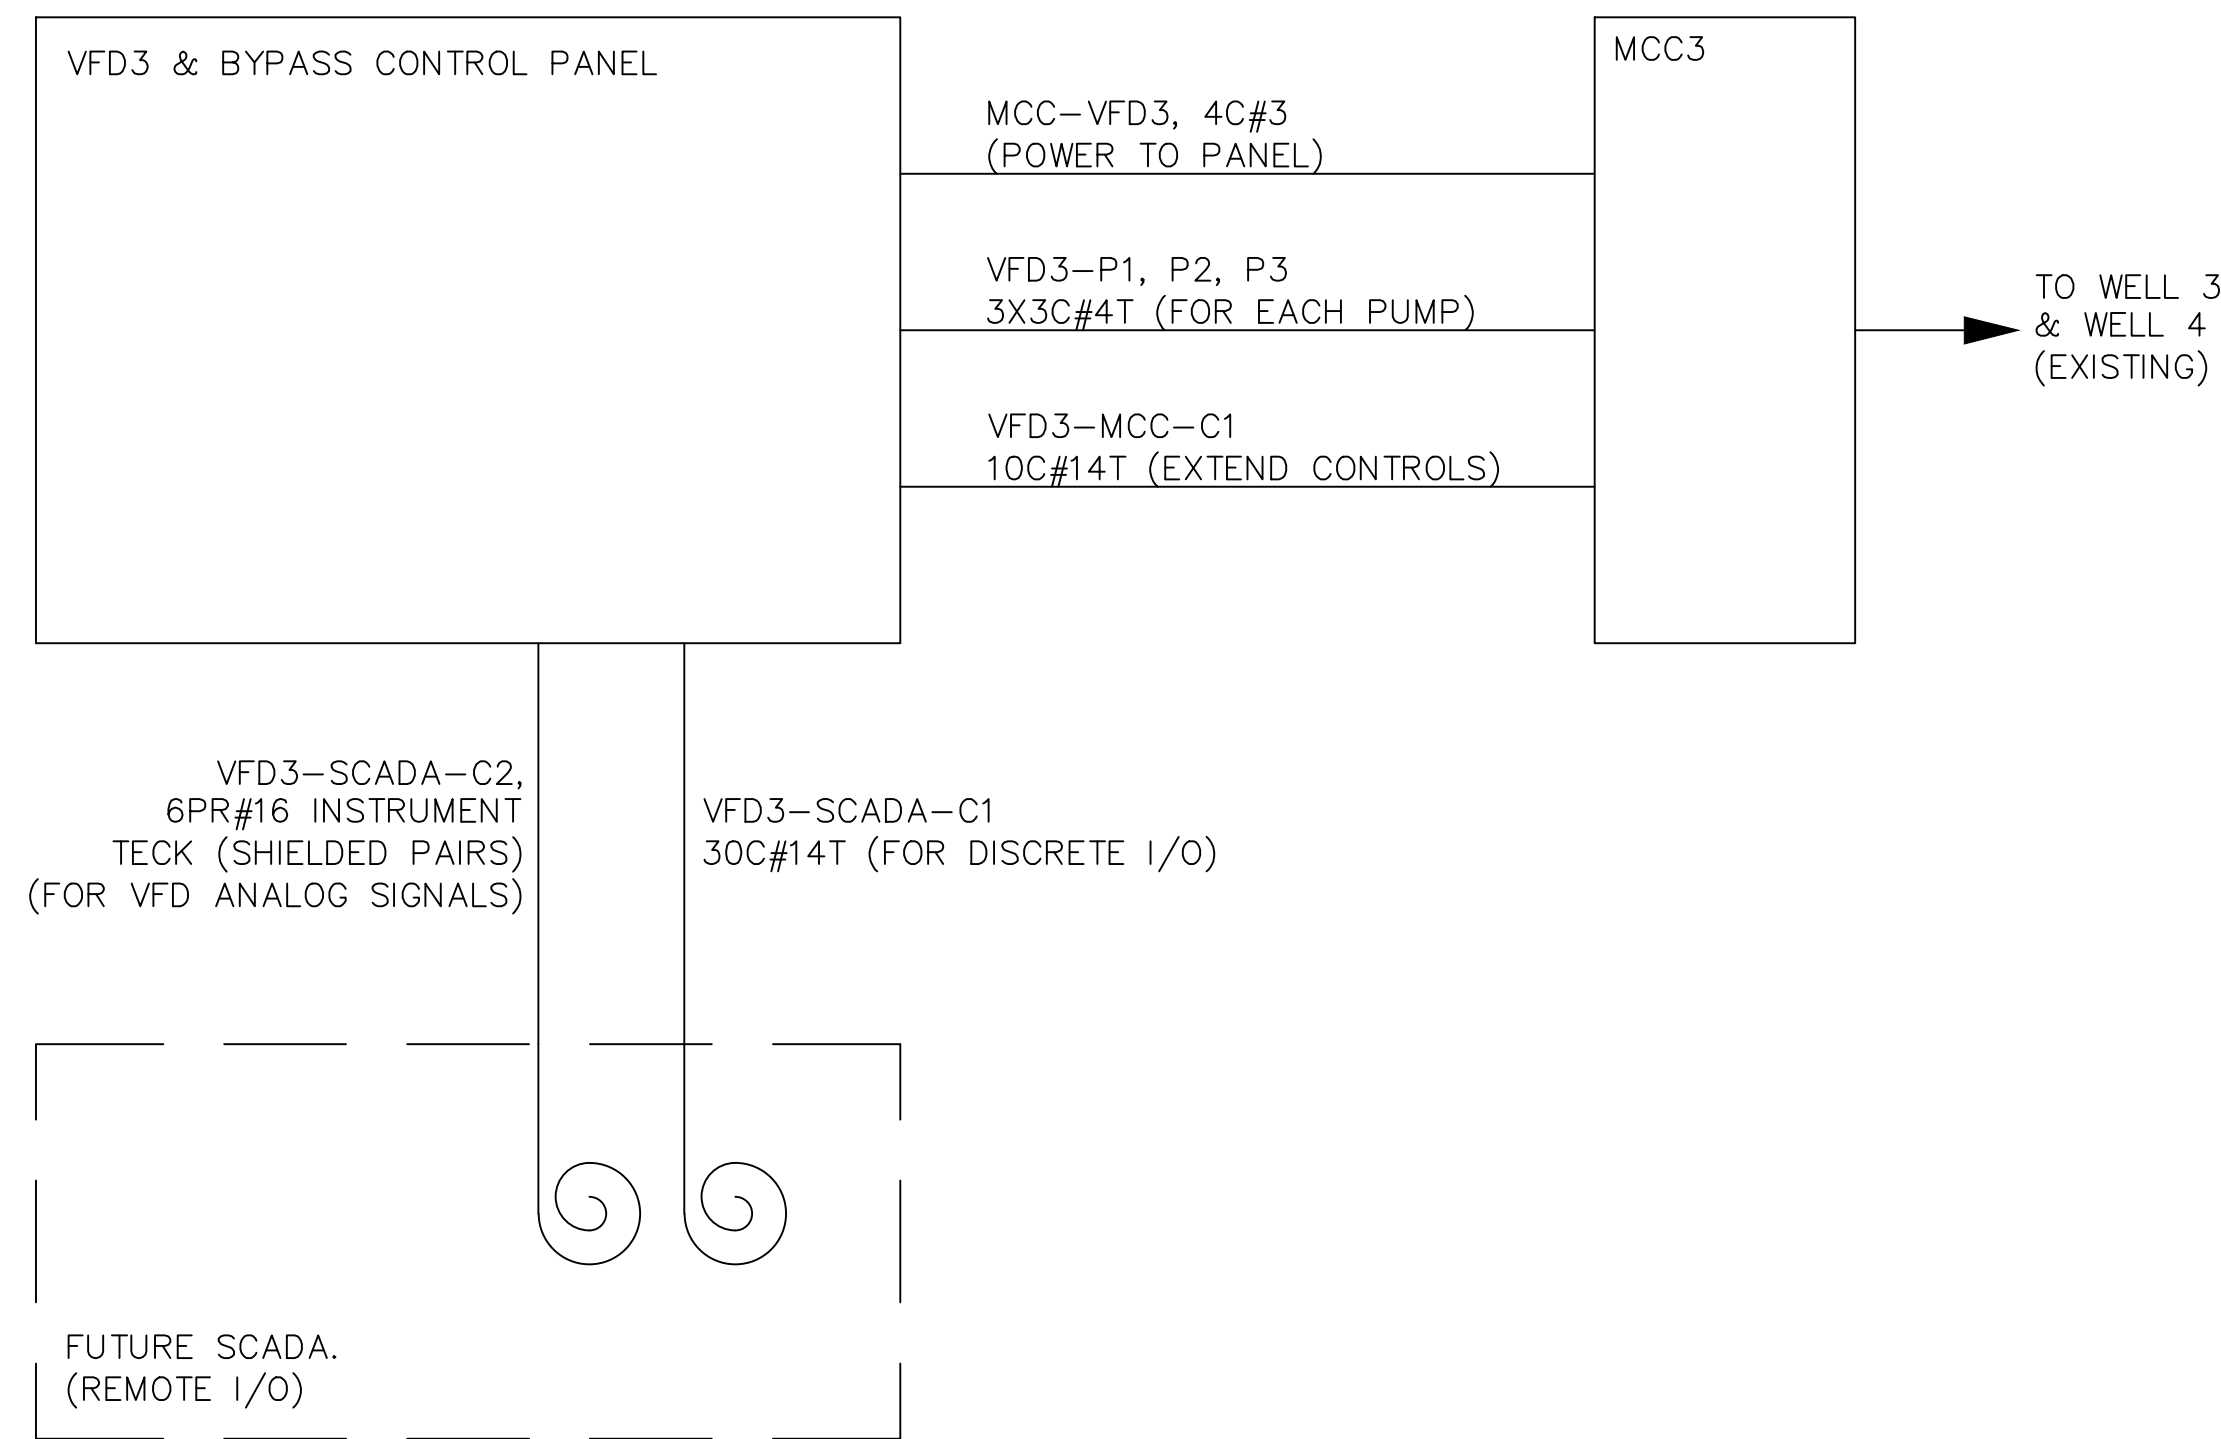 VFD3 & BYPASS CONTROL PANEL
MCC3
MCC-VFD3, 4C#3
(POWER TO PANEL)
VFD3-P1, P2, P3
3X3C#4T (FOR EACH PUMP)
VFD3-MCC-C1
10C#14T (EXTEND CONTROLS)
TO WELL 3
& WELL 4
(EXISTING)
VFD3-SCADA-C2,
6PR#16 INSTRUMENT
TECK (SHIELDED PAIRS)
(FOR VFD ANALOG SIGNALS)
VFD3-SCADA-C1
30C#14T (FOR DISCRETE I/O)
FUTURE SCADA.
(REMOTE I/O)